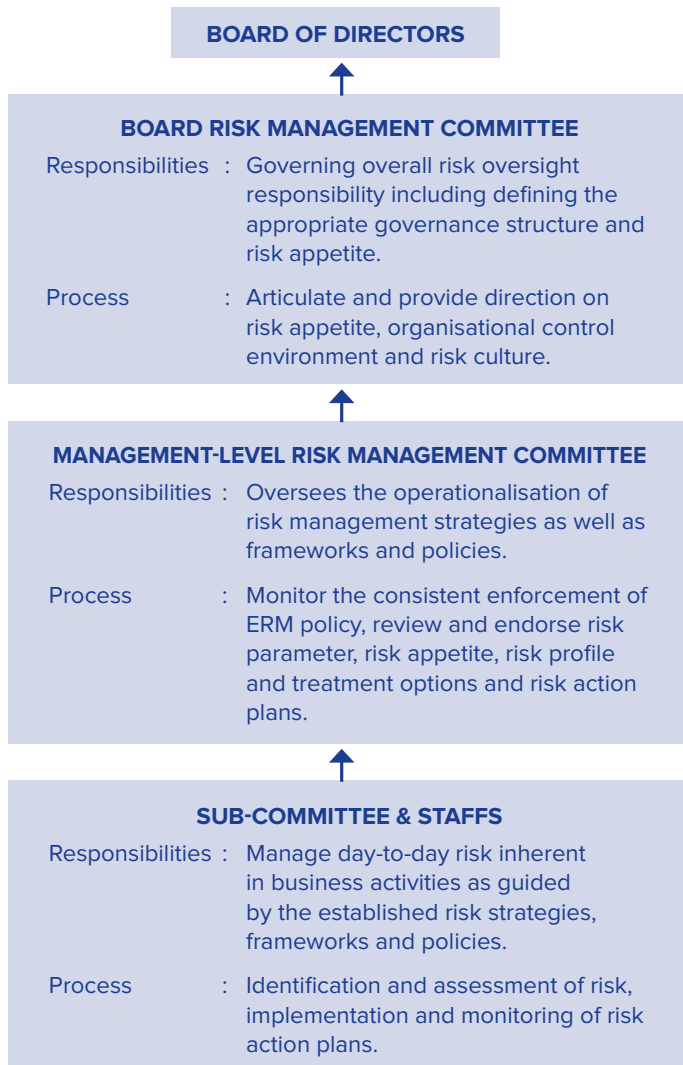 BOARD OF DIRECTORS
BOARD RISK MANAGEMENT COMMITTEE
Responsibilities : Governing overall risk oversight
responsibility including defining the
appropriate governance structure and
risk appetite.
Process : Articulate and provide direction on
risk appetite, organisational control
environment and risk culture.
MANAGEMENT-LEVEL RISK MANAGEMENT COMMITTEE
Responsibilities : Oversees the operationalisation of
risk management strategies as well as
frameworks and policies.
Process : Monitor the consistent enforcement of
ERM policy, review and endorse risk
parameter, risk appetite, risk profile
and treatment options and risk action
plans.
SUB-COMMITTEE & STAFFS
Responsibilities : Manage day-to-day risk inherent
in business activities as guided
by the established risk strategies,
frameworks and policies.
Process : Identification and assessment of risk,
implementation and monitoring of risk
action plans.